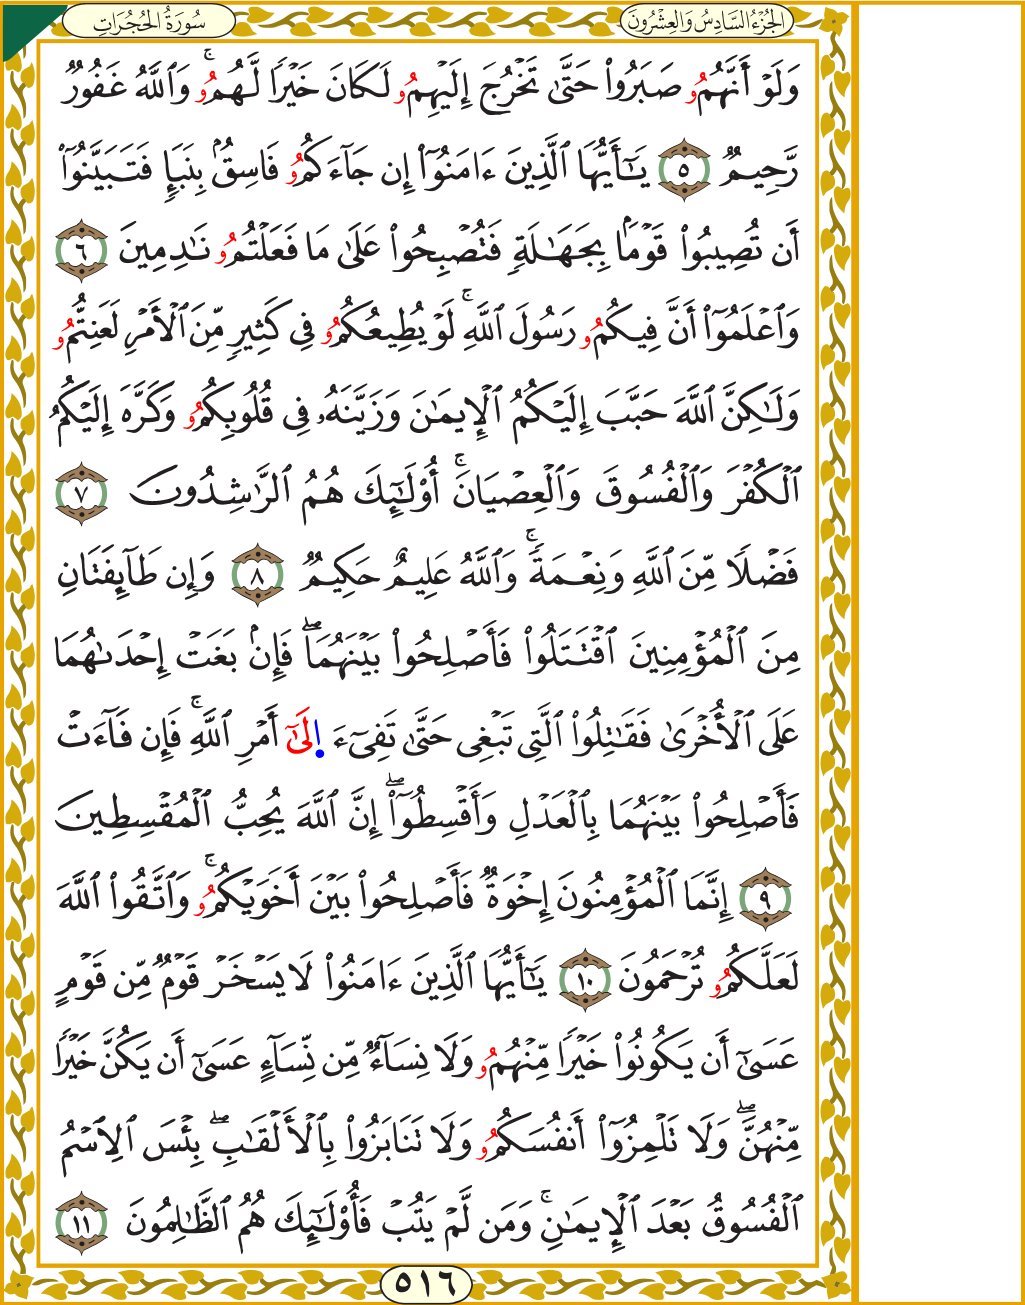 الجُزْءُ السَّادِسُ وَالعِشْرُونَ
سُورَةُ الحُجُرَاتِ
وَلَوْ أَنَّهُمُۥ صَبَرُوا۟ حَتَّىٰ تَخْرُجَ إِلَيْهِمُۥ لَكَانَ خَيْرًا لَّهُمُۥۚ وَٱللَّهُ غَفُورٌ
رَّحِيمٌ ٥ يَـٰٓأَيُّهَا ٱلَّذِينَ ءَامَنُوٓا۟ إِن جَآءَكُمُۥ فَاسِقٌۢ بِنَبَإٍ فَتَبَيَّنُوٓا۟
أَن تُصِيبُوا۟ قَوْمًۢا بِجَهَـٰلَةٍ فَتُصْبِحُوا۟ عَلَىٰ مَا فَعَلْتُمُۥ نَـٰدِمِينَ ٦
وَٱعْلَمُوٓا۟ أَنَّ فِيكُمُۥ رَسُولَ ٱللَّهِۚ لَوْ يُطِيعُكُمُۥ فِى كَثِيرٍ مِّنَ ٱلْأَمْرِ لَعَنِتُّمُۥ
وَلَـٰكِنَّ ٱللَّهَ حَبَّبَ إِلَيْكُمُ ٱلْإِيمَـٰنَ وَزَيَّنَهُۥ فِى قُلُوبِكُمُۥ وَكَرَّهَ إِلَيْكُمُ
ٱلْكُفْرَ وَٱلْفُسُوقَ وَٱلْعِصْيَانَۚ أُو۟لَـٰٓئِكَ هُمُ ٱلرَّٰشِدُونَ ٧
فَضْلًا مِّنَ ٱللَّهِ وَنِعْمَةًۚ وَٱللَّهُ عَلِيمٌ حَكِيمٌ ٨ وَإِن طَآئِفَتَانِ
مِنَ ٱلْمُؤْمِنِينَ ٱقْتَتَلُوا۟ فَأَصْلِحُوا۟ بَيْنَهُمَاۖ فَإِنۢ بَغَتْ إِحْدَىٰهُمَا
عَلَى ٱلْأُخْرَىٰ فَقَـٰتِلُوا۟ ٱلَّتِى تَبْغِى حَتَّىٰ تَفِىٓءَ اِلَىٰٓ أَمْرِ ٱللَّهِۚ فَإِن فَآءَتْ
فَأَصْلِحُوا۟ بَيْنَهُمَا بِٱلْعَدْلِ وَأَقْسِطُوٓا۟ۖ إِنَّ ٱللَّهَ يُحِبُّ ٱلْمُقْسِطِينَ
٩ إِنَّمَا ٱلْمُؤْمِنُونَ إِخْوَةٌ فَأَصْلِحُوا۟ بَيْنَ أَخَوَيْكُمُۥۚ وَٱتَّقُوا۟ ٱللَّهَ
لَعَلَّكُمُۥ تُرْحَمُونَ ١٠ يَـٰٓأَيُّهَا ٱلَّذِينَ ءَامَنُوا۟ لَا يَسْخَرْ قَوْمٌ مِّن قَوْمٍ
عَسَىٰٓ أَن يَكُونُوا۟ خَيْرًا مِّنْهُمُۥ وَلَا نِسَآءٌ مِّن نِّسَآءٍ عَسَىٰٓ أَن يَكُنَّ خَيْرًا
مِّنْهُنَّۖ وَلَا تَلْمِزُوٓا۟ أَنفُسَكُمُۥ وَلَا تَنَابَزُوا۟ بِٱلْأَلْقَـٰبِۖ بِئْسَ ٱلِٱسْمُ
ٱلْفُسُوقُ بَعْدَ ٱلْإِيمَـٰنِۚ وَمَن لَّمْ يَتُبْ فَأُو۟لَـٰٓئِكَ هُمُ ٱلظَّـٰلِمُونَ ١١
٥١٦